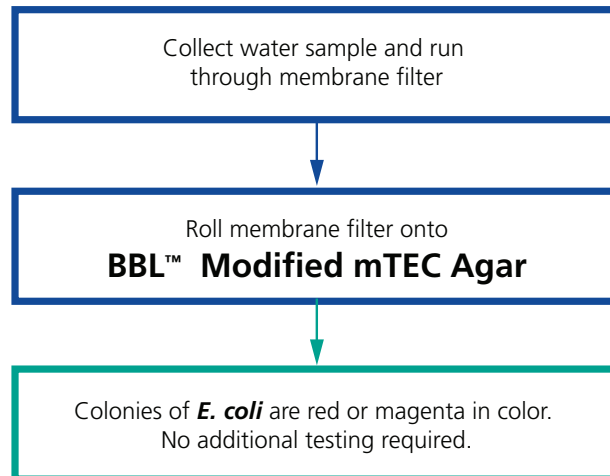 Collect water sample and run
through membrane filter
Roll membrane filter onto
BBL™ Modified mTEC Agar
Colonies of E. coli are red or magenta in color.
No additional testing required.